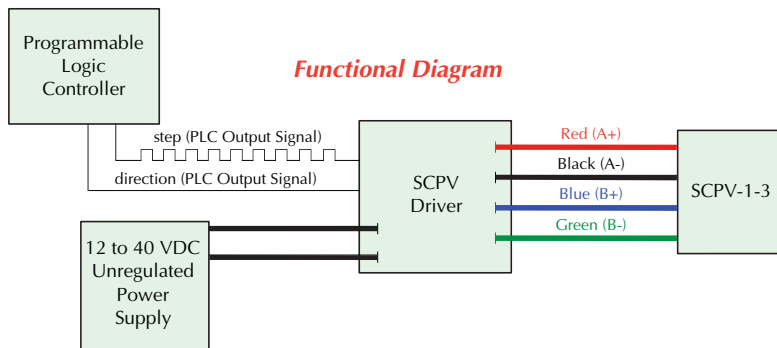 Programmable
Logic
Controller
Functional Diagram
step (PLC Output Signal)
direction (PLC Output Signal)
SCPV
Driver
Red (A+)
Black (A-)
Blue (B+)
Green (B-)
SCPV-1-3
12 to 40 VDC
Unregulated
Power
Supply